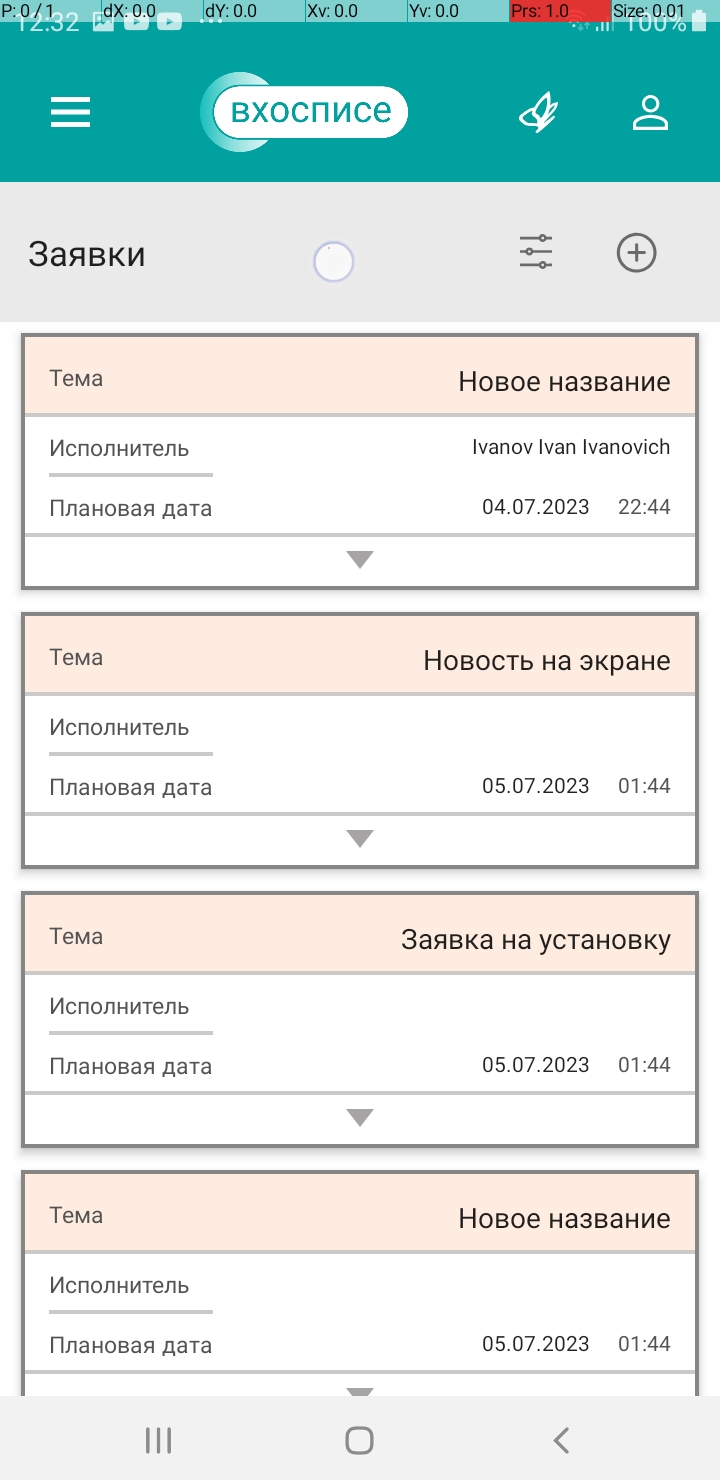 P: 0 / 1 dX: 0.0 dY: 0.0 Xv: 0.0 Yv: 0.0 Prs: 1.0 Size: 0.01
12:32 100%
вхосписе
Заявки
Тема Новое название
Исполнитель Ivanov Ivan Ivanovich
Плановая дата 04.07.2023 22:44
Тема Новость на экране
Исполнитель
Плановая дата 05.07.2023 01:44
Тема Заявка на установку
Исполнитель
Плановая дата 05.07.2023 01:44
Тема Новое название
Исполнитель
Плановая дата 05.07.2023 01:44